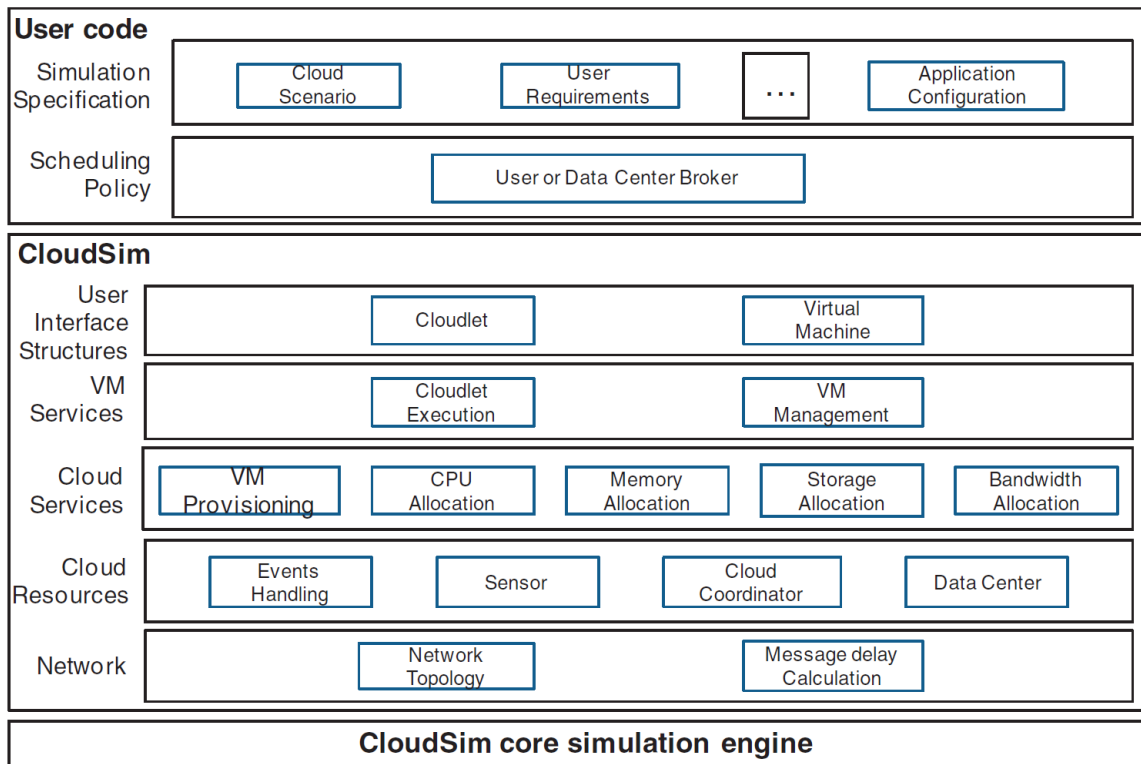 User code
Simulation
Specification
Cloud
Scenario
User
Requirements
...
Application
Configuration
Scheduling
Policy
User or Data Center Broker
CloudSim
User
Interface
Structures
Cloudlet
Virtual
Machine
VM
Services
Cloudlet
Execution
VM
Management
Cloud
Services
VM
Provisioning
CPU
Allocation
Memory
Allocation
Storage
Allocation
Bandwidth
Allocation
Cloud
Resources
Events
Handling
Sensor
Cloud
Coordinator
Data Center
Network
Network
Topology
Message delay
Calculation
CloudSim core simulation engine